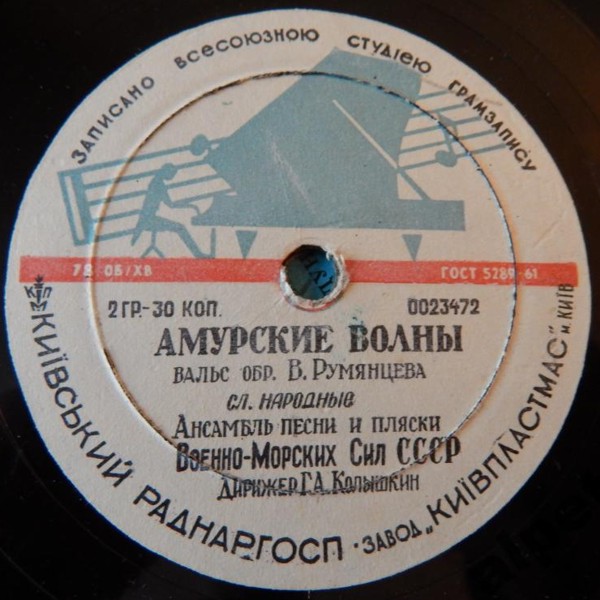 ЗАПИСАНО ВСЕСОЮЗНОЮ СТУДІЕЮ ГРАМЗАПИСУ
78 ОБ/ХВ
ГОСТ 5289-61
2 ГР.-30 КОП.
0023472
АМУРСКИЕ ВОЛНЫ
ВАЛЬС ОБР. В. РУМЯНЦЕВА
СЛ. НАРОДНЫЕ
АНСАМБЛЬ ПЕСНИ И ПЛЯСКИ
ВОЕННО-МОРСКИХ СИЛ СССР
ДИРИЖЕР Г.А. КОЛЫШКИН
КИЇВСЬКИЙ РАДНАРГОСП · ЗАВОД „КИЇВПЛАСТМАС" м. КИЇВ